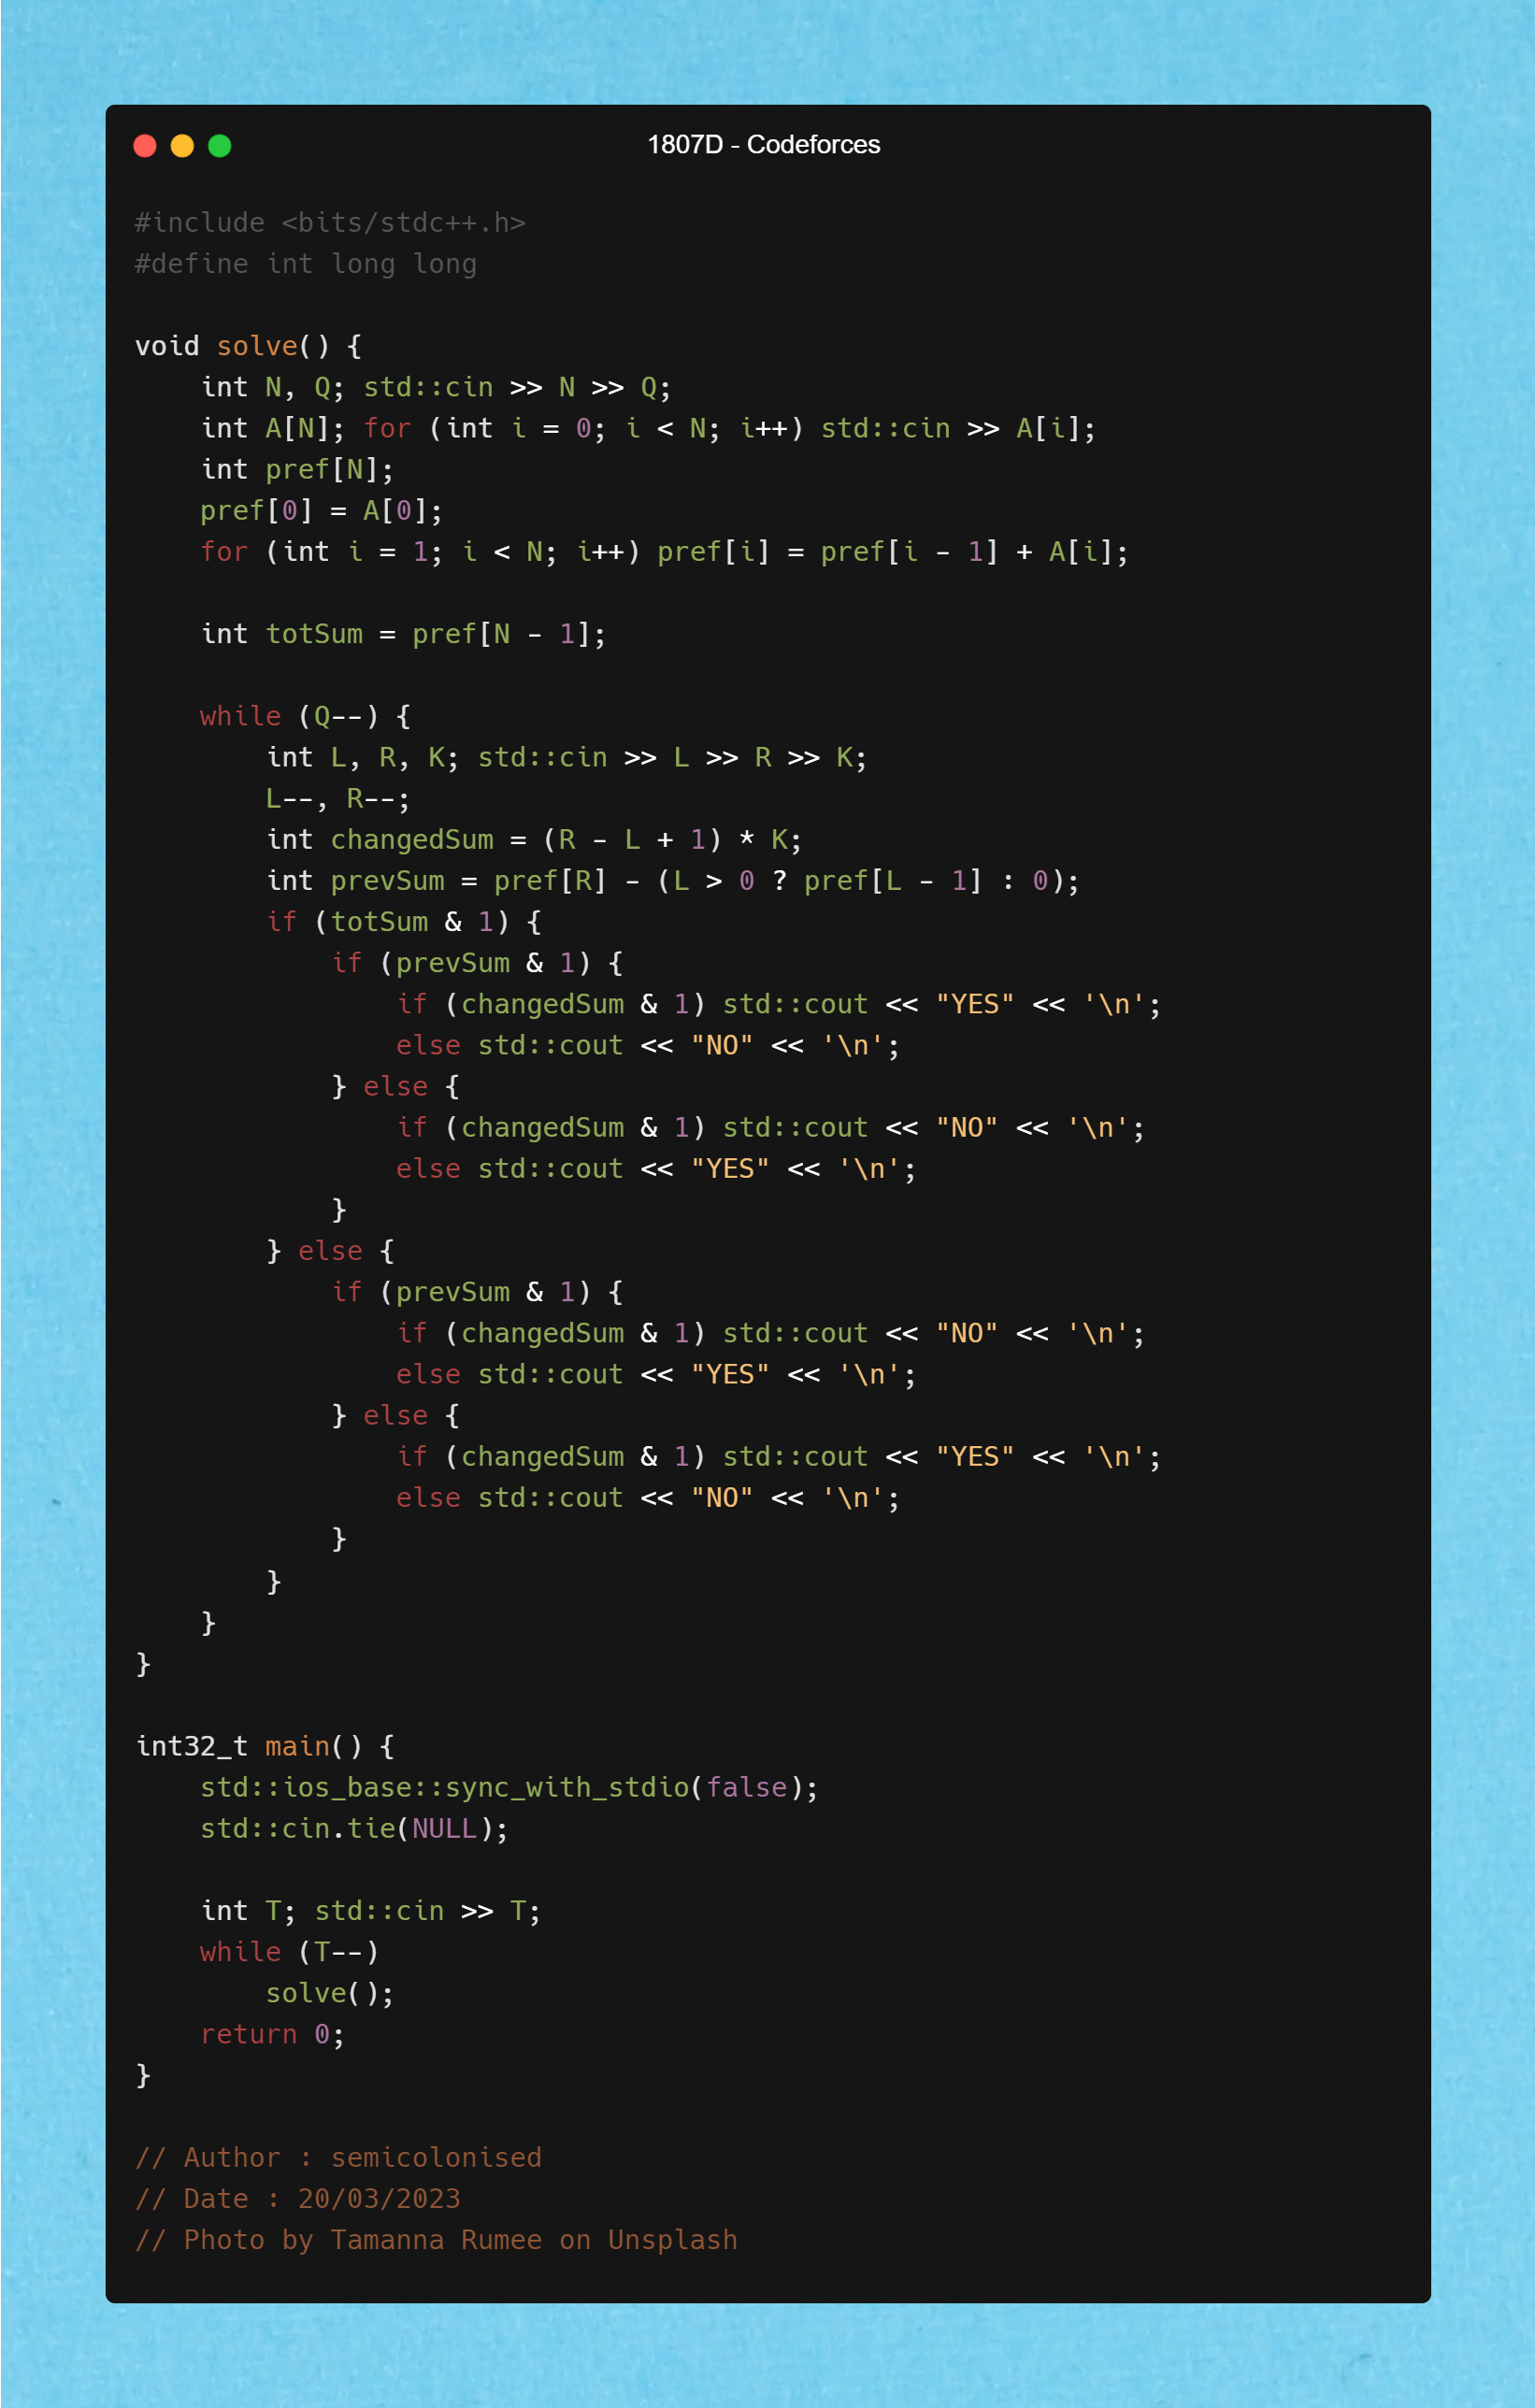 1807D - Codeforces
#include <bits/stdc++.h>
#define int long long
void solve() {
    int N, Q; std::cin >> N >> Q;
    int A[N]; for (int i = 0; i < N; i++) std::cin >> A[i];
    int pref[N];
    pref[0] = A[0];
    for (int i = 1; i < N; i++) pref[i] = pref[i - 1] + A[i];
    int totSum = pref[N - 1];
    while (Q--) {
        int L, R, K; std::cin >> L >> R >> K;
        L--, R--;
        int changedSum = (R - L + 1) * K;
        int prevSum = pref[R] - (L > 0 ? pref[L - 1] : 0);
        if (totSum & 1) {
            if (prevSum & 1) {
                if (changedSum & 1) std::cout << "YES" << '\n';
                else std::cout << "NO" << '\n';
            } else {
                if (changedSum & 1) std::cout << "NO" << '\n';
                else std::cout << "YES" << '\n';
            }
        } else {
            if (prevSum & 1) {
                if (changedSum & 1) std::cout << "NO" << '\n';
                else std::cout << "YES" << '\n';
            } else {
                if (changedSum & 1) std::cout << "YES" << '\n';
                else std::cout << "NO" << '\n';
            }
        }
    }
}
int32_t main() {
    std::ios_base::sync_with_stdio(false);
    std::cin.tie(NULL);
    int T; std::cin >> T;
    while (T--)
        solve();
    return 0;
}
// Author : semicolonised
// Date : 20/03/2023
// Photo by Tamanna Rumee on Unsplash